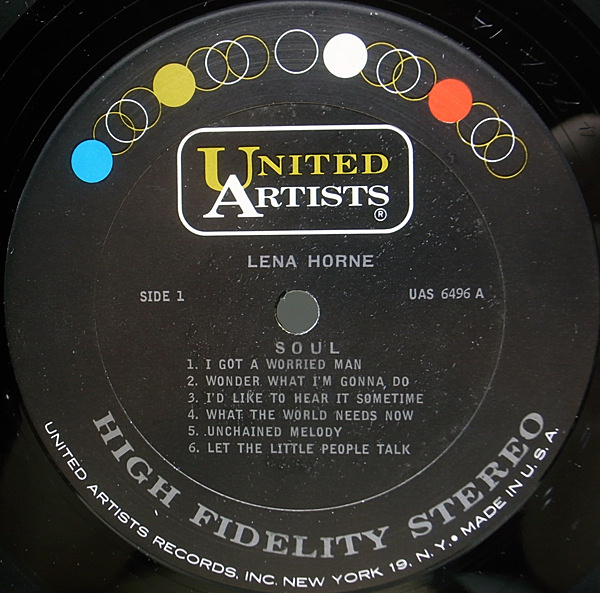 UNITED
ARTISTS®
LENA HORNE
SIDE 1
UAS 6496 A
SOUL
1. I GOT A WORRIED MAN
2. WONDER WHAT I'M GONNA DO
3. I'D LIKE TO HEAR IT SOMETIME
4. WHAT THE WORLD NEEDS NOW
5. UNCHAINED MELODY
6. LET THE LITTLE PEOPLE TALK
HIGH FIDELITY STEREO
UNITED ARTISTS RECORDS, INC. NEW YORK 19, N.Y. • MADE IN U.S.A.